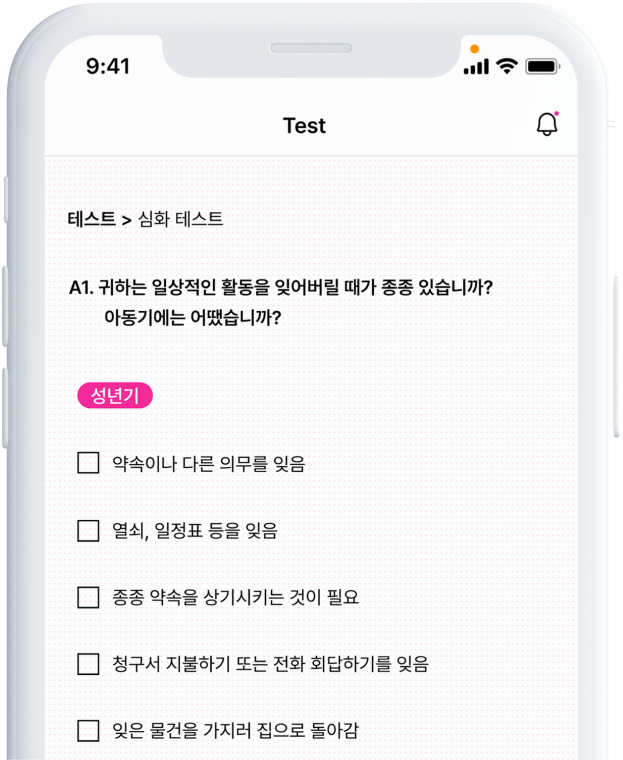 9:41
Test
테스트 > 심화 테스트
A1. 귀하는 일상적인 활동을 잊어버릴 때가 종종 있습니까?
아동기에는 어땠습니까?
성년기
약속이나 다른 의무를 잊음
열쇠, 일정표 등을 잊음
종종 약속을 상기시키는 것이 필요
청구서 지불하기 또는 전화 회답하기를 잊음
잊은 물건을 가지러 집으로 돌아감